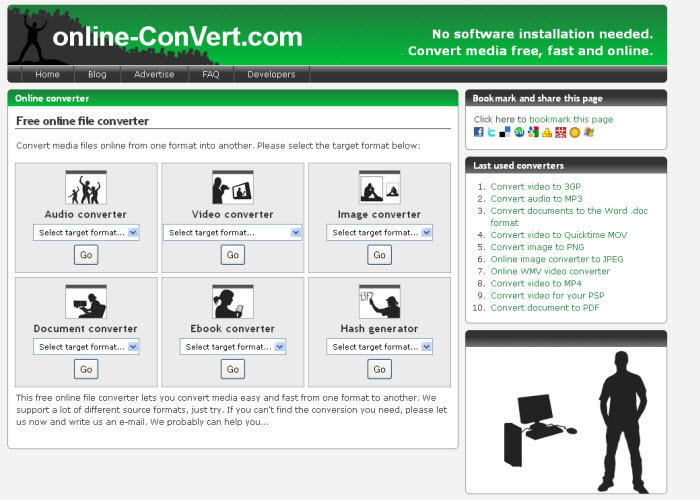 online-ConVert.com
No software installation needed.
Convert media free, fast and online.
Home Blog Advertise FAQ Developers
Online converter
Free online file converter
Convert media files online from one format into another. Please select the target format below:
Audio converter
Select target format...
Go
Video converter
Select target format...
Go
Image converter
Select target format...
Go
Document converter
Select target format...
Go
Ebook converter
Select target format...
Go
Hash generator
Select target format...
Go
This free online file converter lets you convert media easy and fast from one format to another. We
support a lot of different source formats, just try. If you can't find the conversion you need, please let
us now and write us an e-mail. We probably can help you...
Bookmark and share this page
Click here to bookmark this page
Last used converters
1. Convert video to 3GP
2. Convert audio to MP3
3. Convert documents to the Word .doc
format
4. Convert video to Quicktime MOV
5. Convert image to PNG
6. Online image converter to JPEG
7. Online WMV video converter
8. Convert video to MP4
9. Convert video for your PSP
10. Convert document to PDF